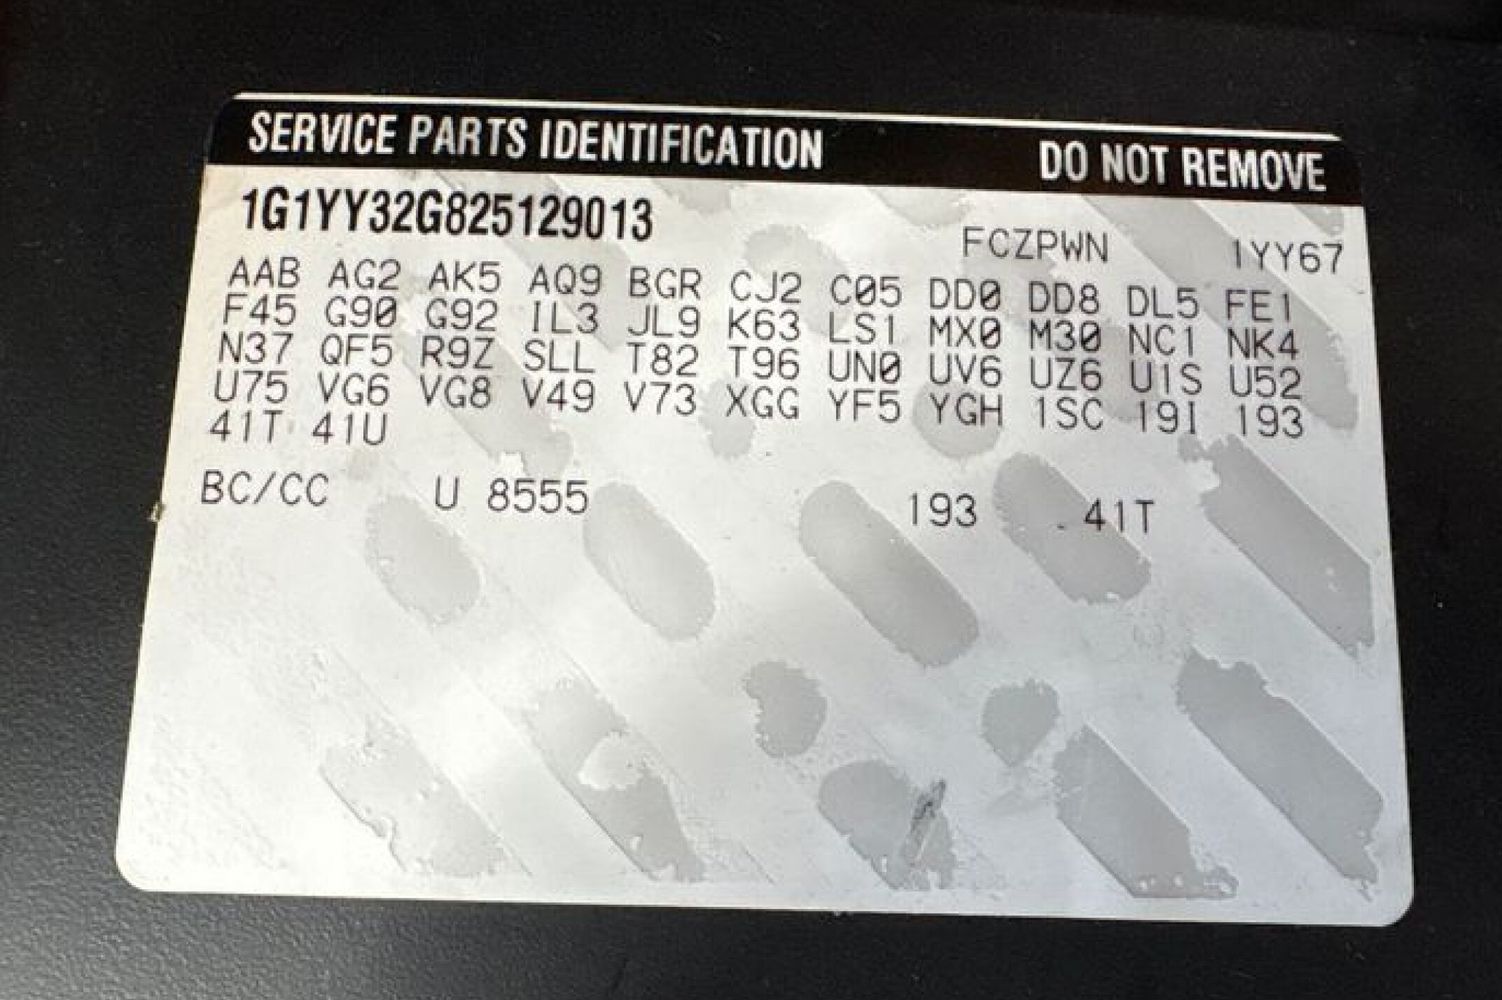 SERVICE PARTS IDENTIFICATION DO NOT REMOVE
1G1YY32G825129013
FCZPWN 1YY67
AAB AG2 AK5 AQ9 BGR CJ2 C05 DD0 DD8 DL5 FE1
F45 G90 G92 IL3 JL9 K63 LS1 MX0 M30 NC1 NK4
N37 QF5 R9Z SLL T82 T96 UN0 UV6 UZ6 U1S U52
U75 VG6 VG8 V49 V73 XGG YF5 YGH 1SC 19I 193
41T 41U
BC/CC U 8555 193 41T